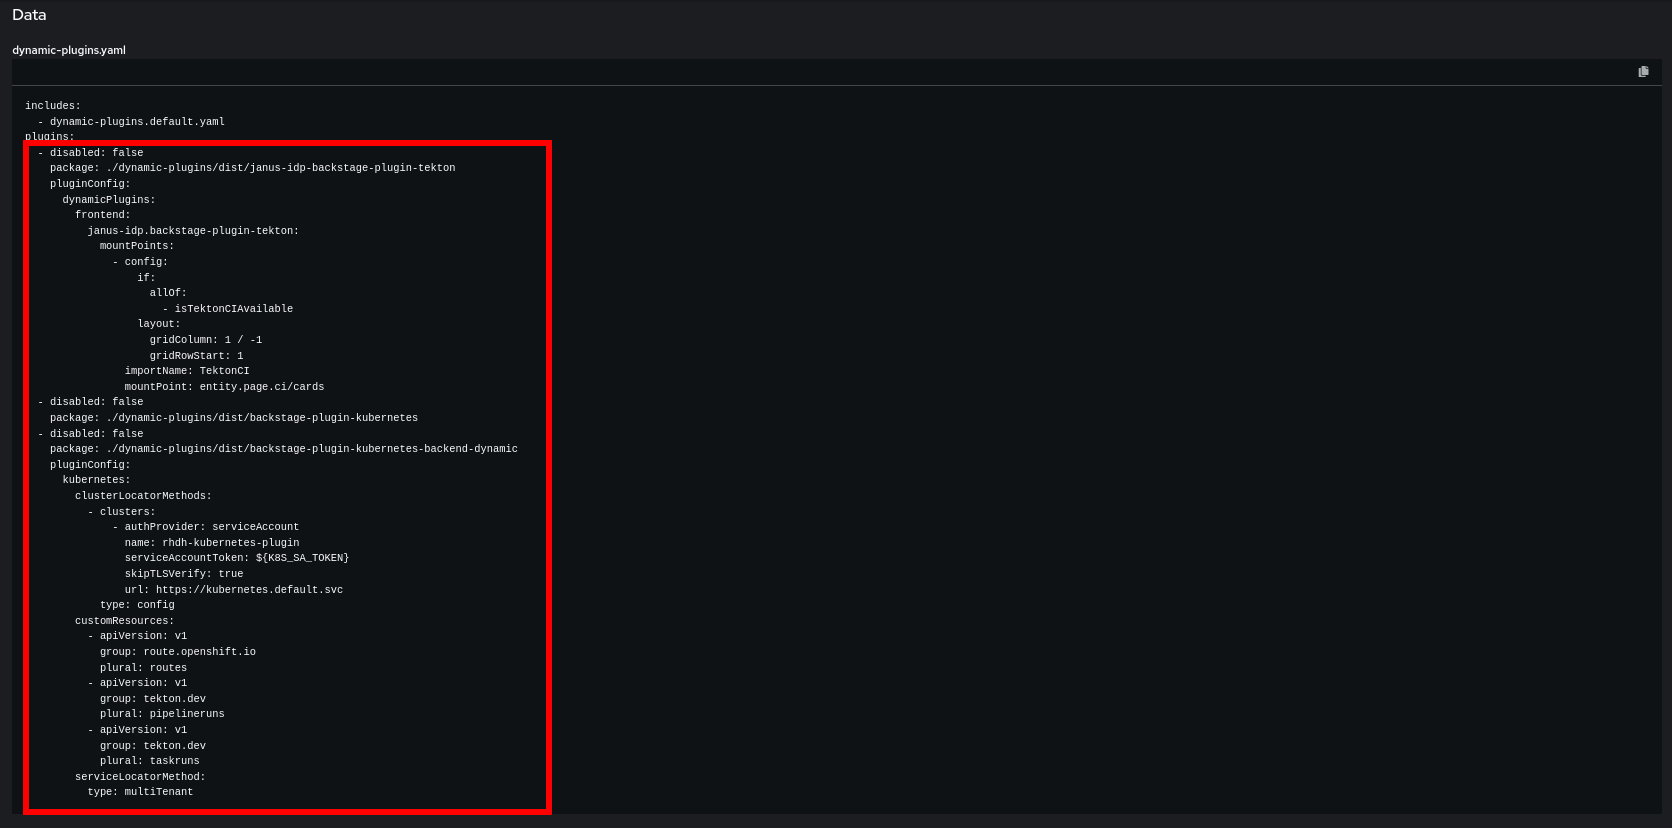 Data
dynamic-plugins.yaml
includes:
  - dynamic-plugins.default.yaml
plugins:
  - disabled: false
    package: ./dynamic-plugins/dist/janus-idp-backstage-plugin-tekton
    pluginConfig:
      dynamicPlugins:
        frontend:
          janus-idp.backstage-plugin-tekton:
            mountPoints:
              - config:
                  if:
                    allOf:
                      - isTektonCIAvailable
                  layout:
                    gridColumn: 1 / -1
                    gridRowStart: 1
                importName: TektonCI
                mountPoint: entity.page.ci/cards
  - disabled: false
    package: ./dynamic-plugins/dist/backstage-plugin-kubernetes
  - disabled: false
    package: ./dynamic-plugins/dist/backstage-plugin-kubernetes-backend-dynamic
    pluginConfig:
      kubernetes:
        clusterLocatorMethods:
          - clusters:
              - authProvider: serviceAccount
                name: rhdh-kubernetes-plugin
                serviceAccountToken: ${K8S_SA_TOKEN}
                skipTLSVerify: true
                url: https://kubernetes.default.svc
            type: config
        customResources:
          - apiVersion: v1
            group: route.openshift.io
            plural: routes
          - apiVersion: v1
            group: tekton.dev
            plural: pipelineruns
          - apiVersion: v1
            group: tekton.dev
            plural: taskruns
        serviceLocatorMethod:
          type: multiTenant